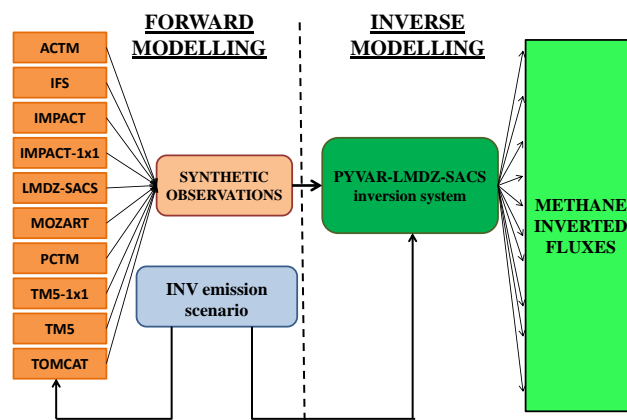 FORWARD
MODELLING
INVERSE
MODELLING
ACTM
IFS
IMPACT
IMPACT-1x1
LMDZ-SACS
MOZART
PCTM
TM5-1x1
TM5
TOMCAT
SYNTHETIC
OBSERVATIONS
INV emission
scenario
PYVAR-LMDZ-SACS
inversion system
METHANE
INVERTED
FLUXES